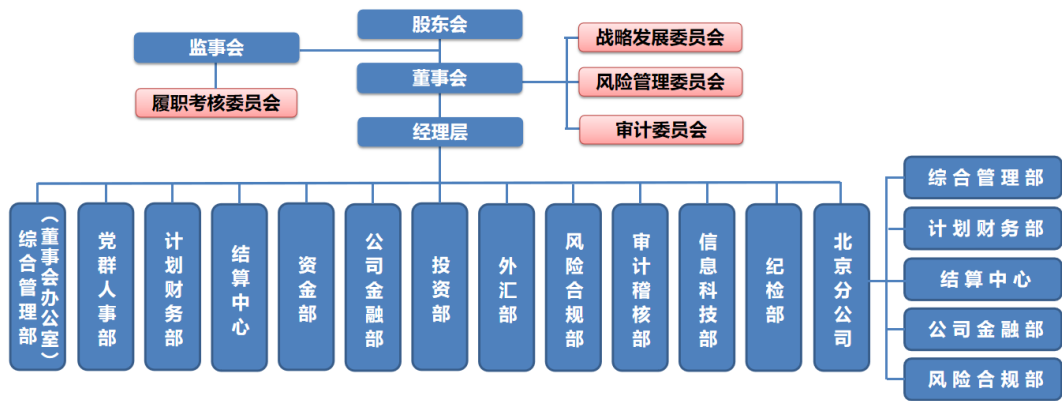 股东会
监事会
战略发展委员会
董事会
风险管理委员会
履职考核委员会
经理层
审计委员会
综合管理部
（董事会办公室）
党群人事部
计划财务部
结算中心
资金部
公司金融部
投资部
外汇部
风险合规部
审计稽核部
信息科技部
纪检部
北京分公司
综合管理部
计划财务部
结算中心
公司金融部
风险合规部